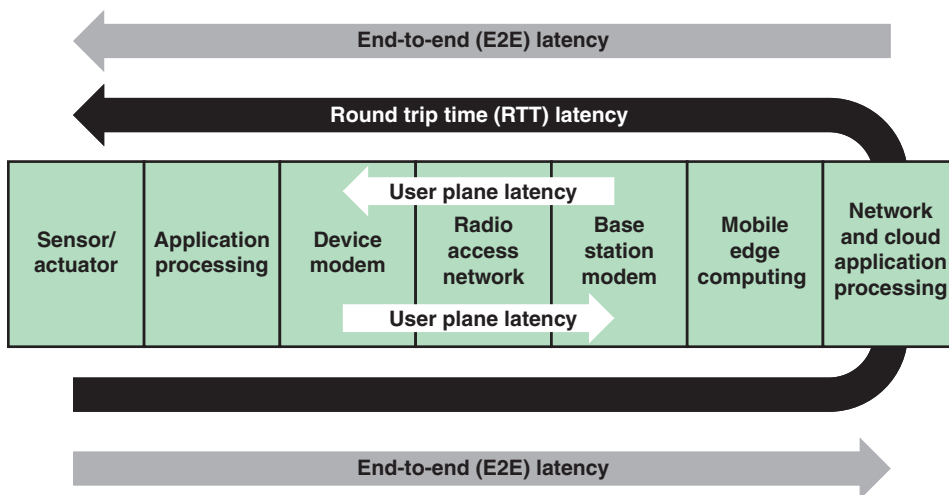 End-to-end (E2E) latency
Round trip time (RTT) latency
User plane latency
Sensor/
actuator
Application
processing
Device
modem
Radio
access
network
Base
station
modem
Mobile
edge
computing
Network
and cloud
application
processing
User plane latency
End-to-end (E2E) latency